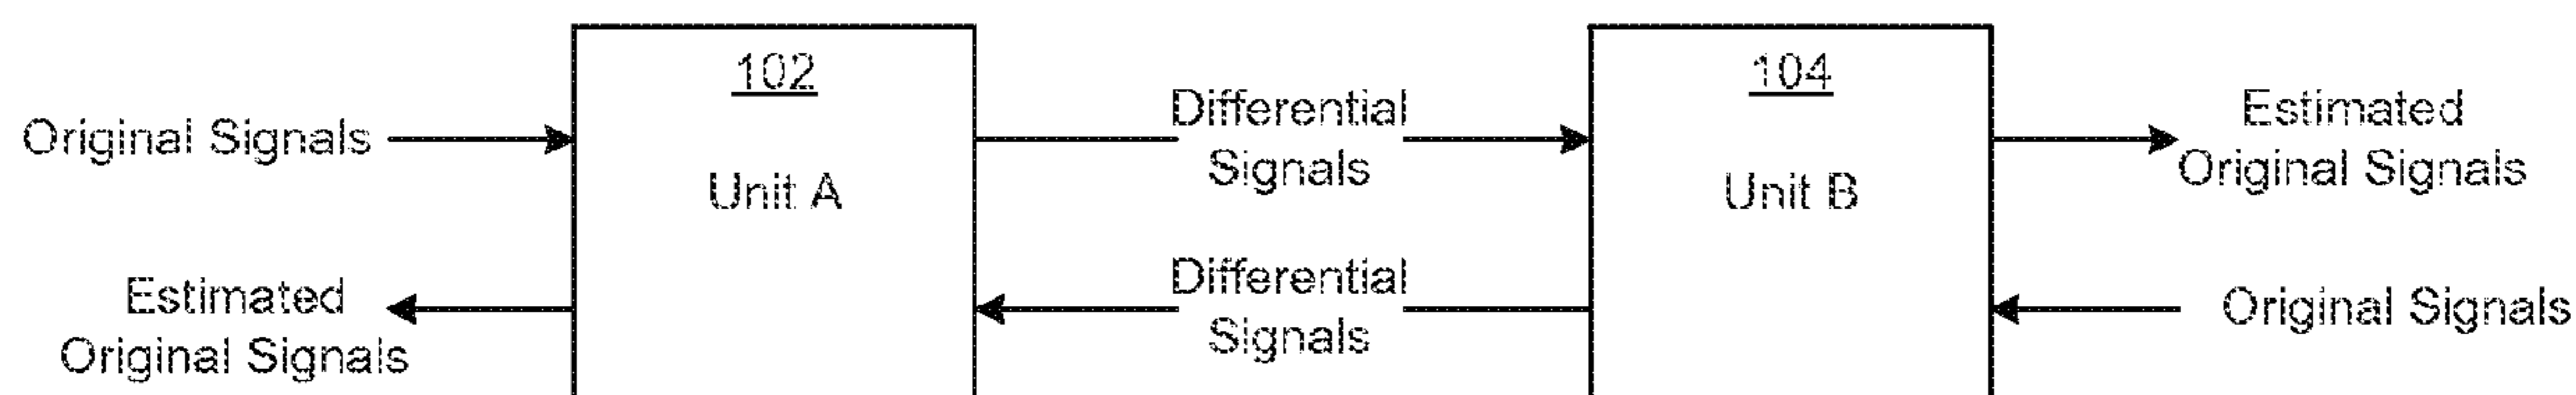 Original Signals
102
Unit A
Differential
Signals
104
Unit B
Estimated
Original Signals
Estimated
Original Signals
Differential
Signals
Original Signals